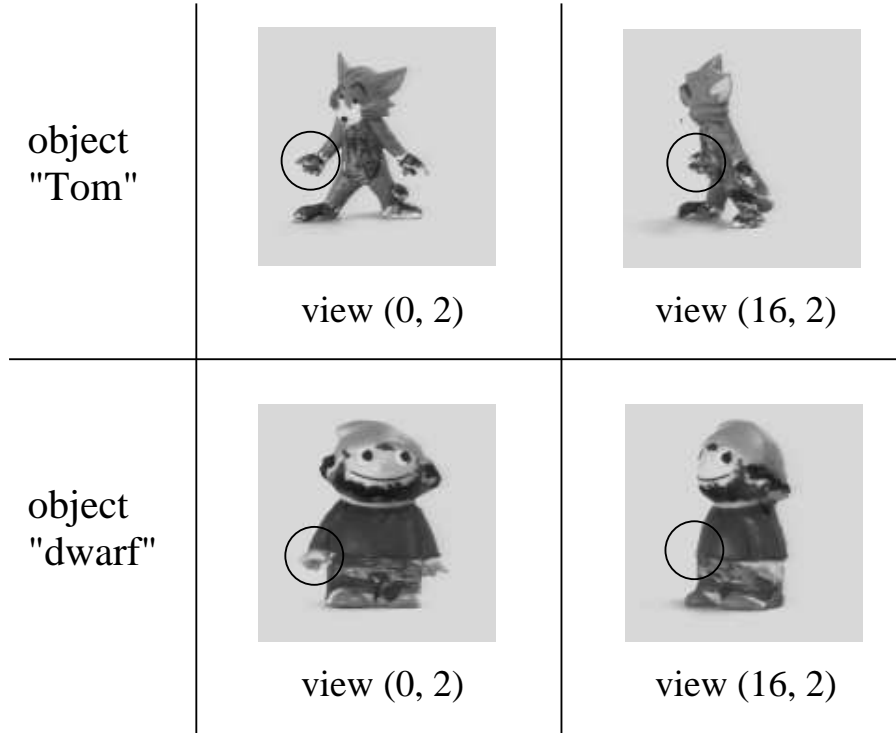 object
"Tom"
view (0, 2)
view (16, 2)
object
"dwarf"
view (0, 2)
view (16, 2)